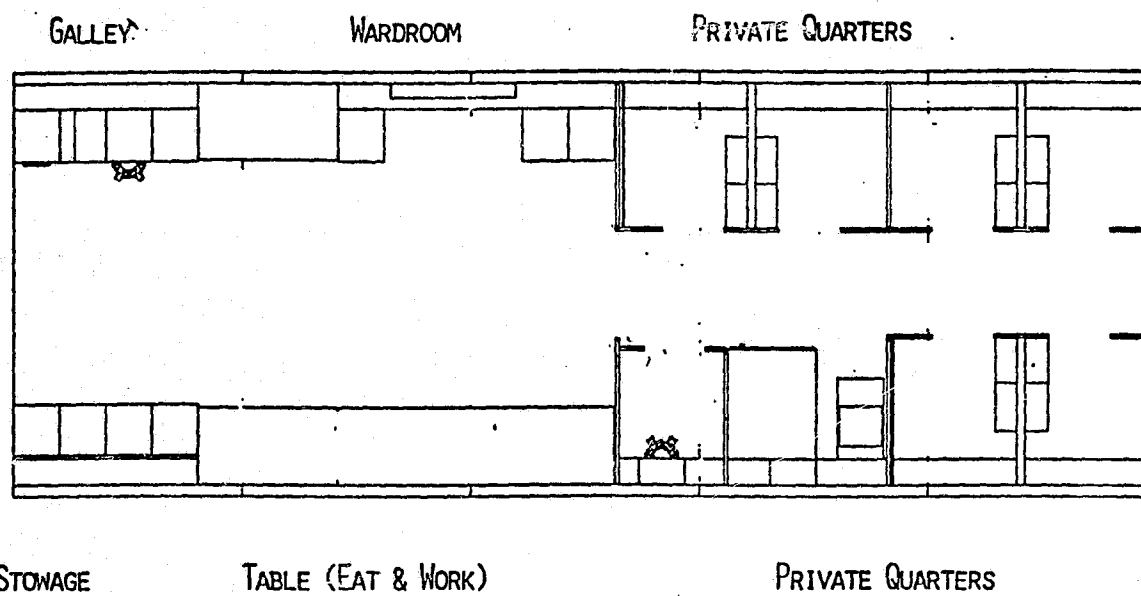 GALLEY
WARDROOM
PRIVATE QUARTERS
STOWAGE
TABLE (EAT & WORK)
PRIVATE QUARTERS